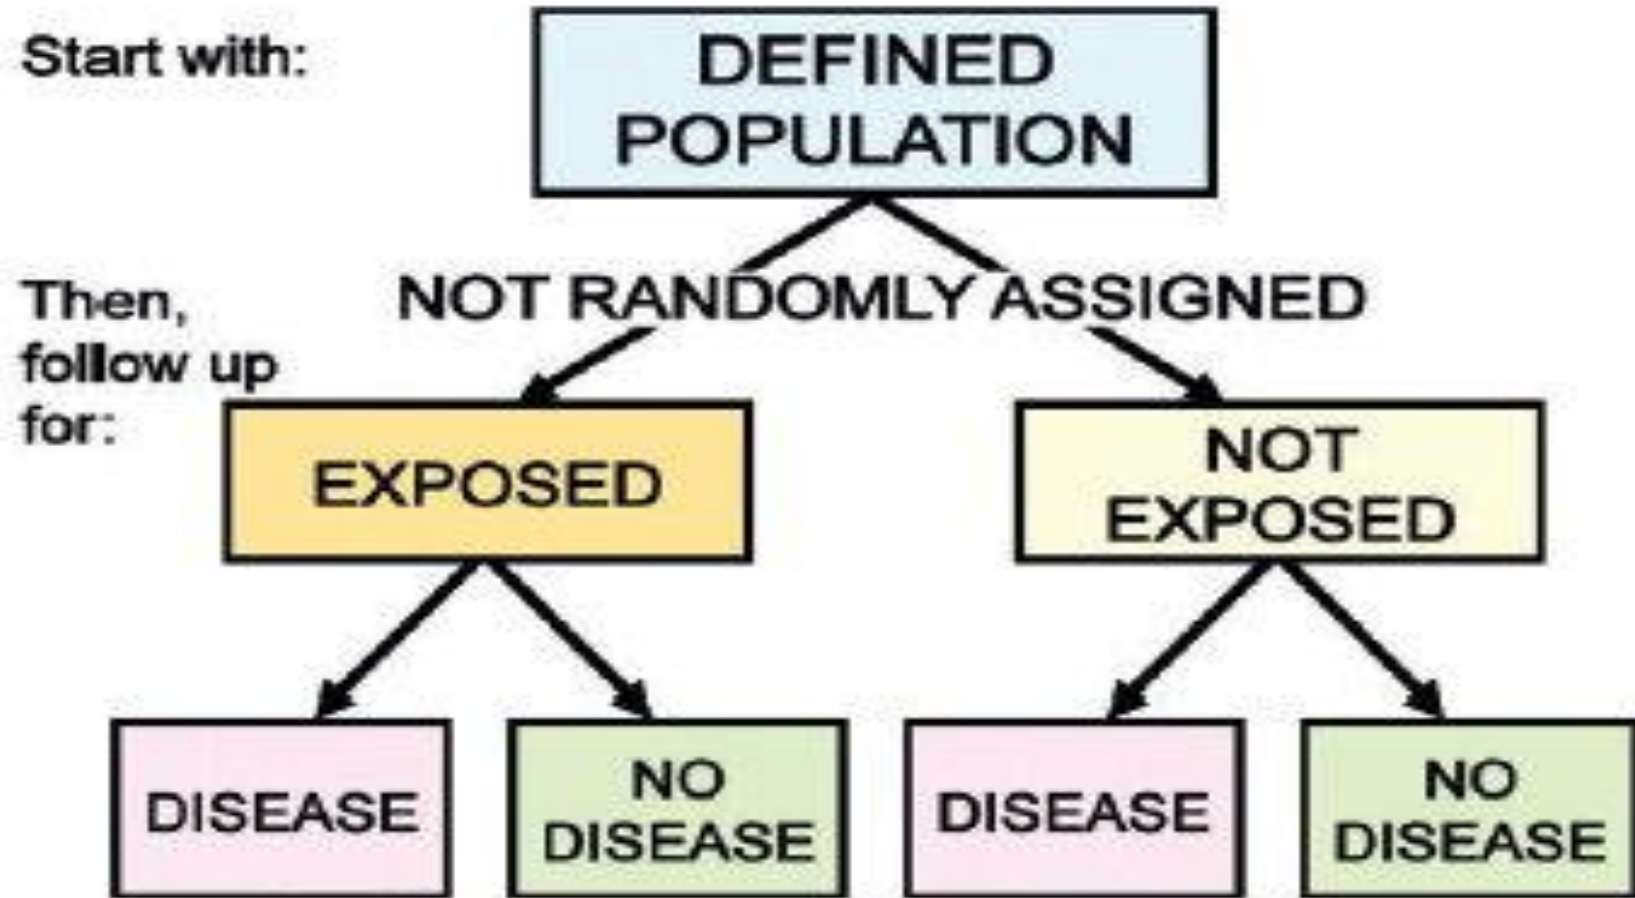 Start with:
DEFINED
POPULATION
Then,
follow up
for:
NOT RANDOMLY ASSIGNED
EXPOSED
NOT
EXPOSED
DISEASE
NO
DISEASE
DISEASE
NO
DISEASE